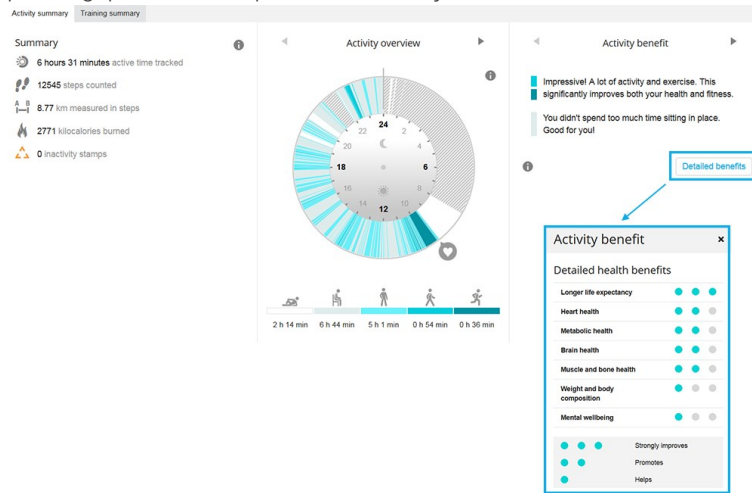 Activity summary Training summary
Summary
6 hours 31 minutes active time tracked
12545 steps counted
A B
8.77 km measured in steps
2771 kilocalories burned
0 inactivity stamps
Activity overview
24
2
4
6
8
10
12
14
16
18
20
22
2 h 14 min 6 h 44 min 5 h 1 min 0 h 54 min 0 h 36 min
Activity benefit
Impressive! A lot of activity and exercise. This
significantly improves both your health and fitness.
You didn't spend too much time sitting in place.
Good for you!
Detailed benefits
Activity benefit x
Detailed health benefits
Longer life expectancy
Heart health
Metabolic health
Brain health
Muscle and bone health
Weight and body
composition
Mental wellbeing
Strongly improves
Promotes
Helps